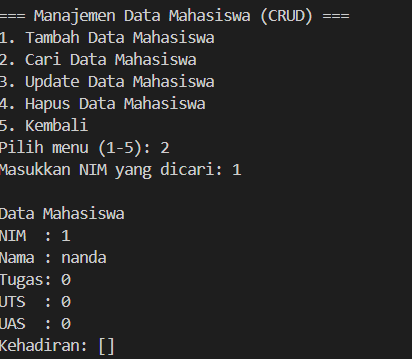 === Manajemen Data Mahasiswa (CRUD) ===
1. Tambah Data Mahasiswa
2. Cari Data Mahasiswa
3. Update Data Mahasiswa
4. Hapus Data Mahasiswa
5. Kembali
Pilih menu (1-5): 2
Masukkan NIM yang dicari: 1

Data Mahasiswa
NIM  : 1
Nama : nanda
Tugas: 0
UTS  : 0
UAS  : 0
Kehadiran: []